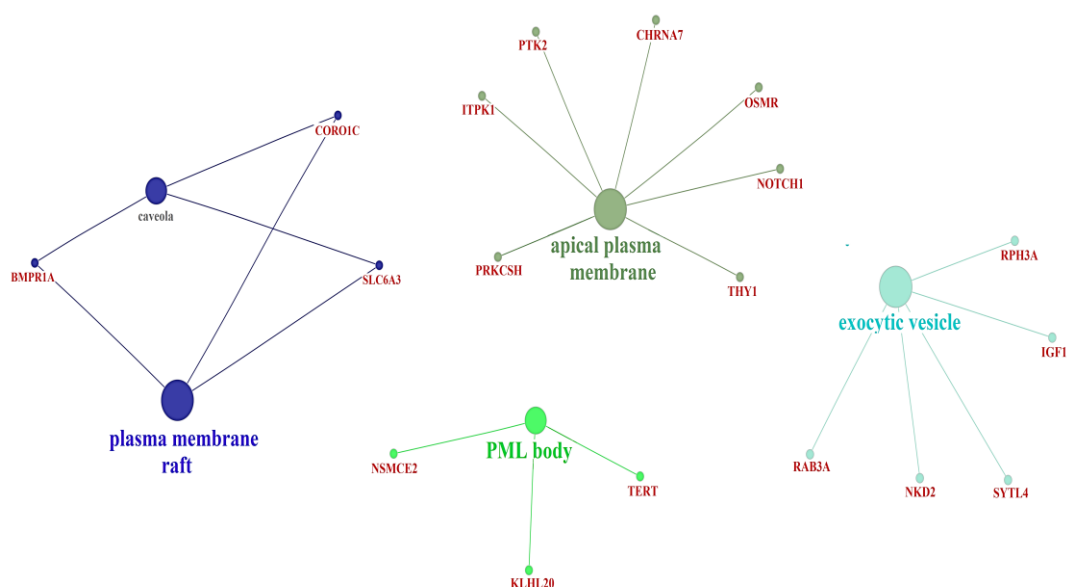 CORO1C
caveola
BMPR1A
SLC6A3
plasma membrane
raft
PTK2
CHRNA7
ITPK1
OSMR
NOTCH1
apical plasma
membrane
PRKCSH
THY1
RPH3A
exocytic vesicle
IGF1
RAB3A
NKD2
SYTL4
PML body
NSMCE2
TERT
KLHL20